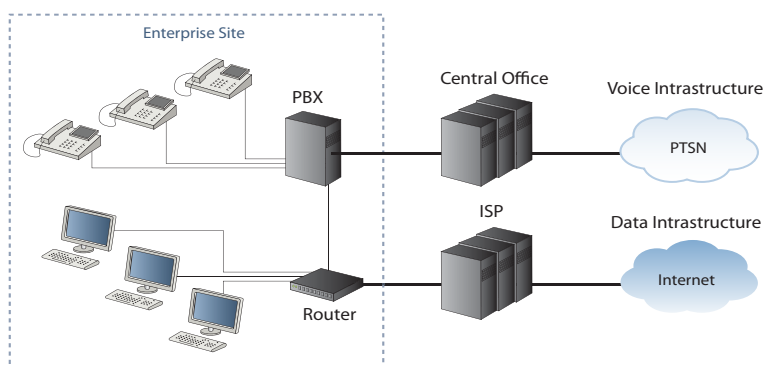 Enterprise Site
PBX
Central Office
Voice Intrastructure
PTSN
ISP
Data Intrastructure
Internet
Router